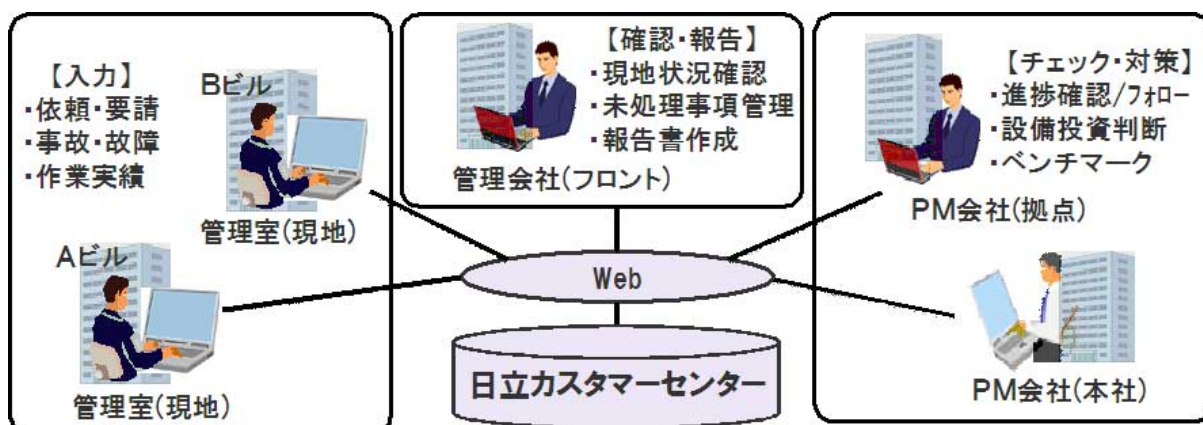 【入力】
・依頼・要請
・事故・故障
・作業実績
Bビル
管理室(現地)
Aビル
管理室(現地)
【確認・報告】
・現地状況確認
・未処理事項管理
・報告書作成
管理会社(フロント)
【チェック・対策】
・進捗確認/フォロー
・設備投資判断
・ベンチマーク
PM会社(拠点)
PM会社(本社)
Web
日立カスタマーセンター